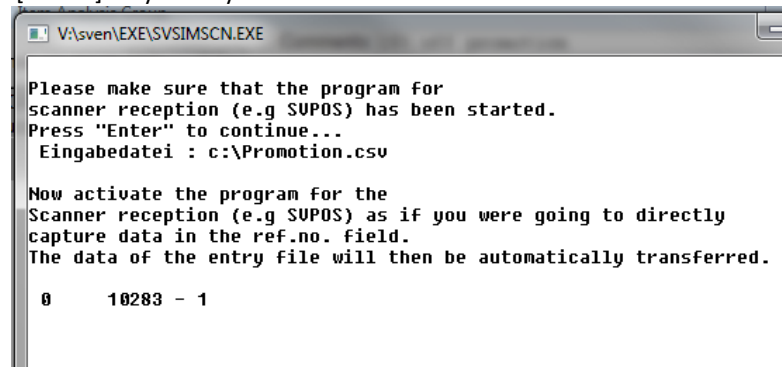 V:\sven\EXE\SVSIMSCN.EXE
Please make sure that the program for
scanner reception (e.g SVPOS) has been started.
Press "Enter" to continue...
Eingabedatei : c:\Promotion.csv
Now activate the program for the
Scanner reception (e.g SVPOS) as if you were going to directly
capture data in the ref.no. field.
The data of the entry file will then be automatically transferred.
0 10283 - 1